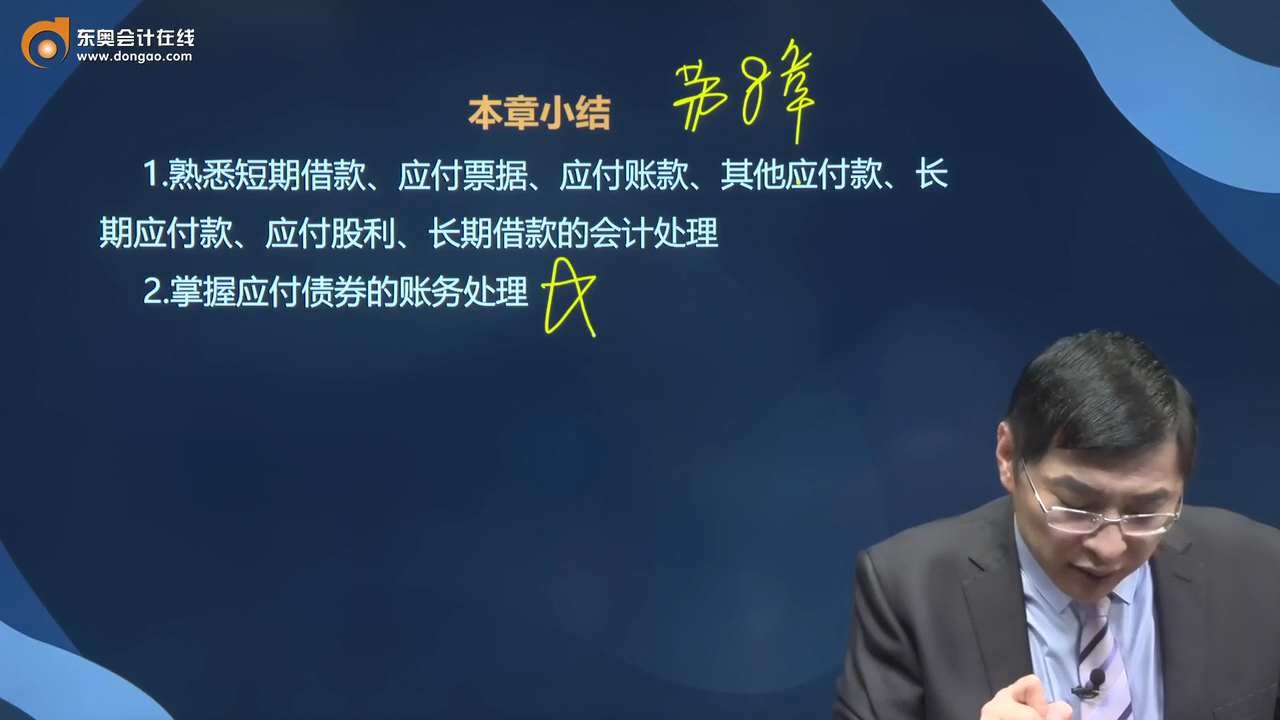 东奥会计在线
www.dongao.com
本章小结 第8章
1.熟悉短期借款、应付票据、应付账款、其他应付款、长
期应付款、应付股利、长期借款的会计处理
2.掌握应付债券的账务处理